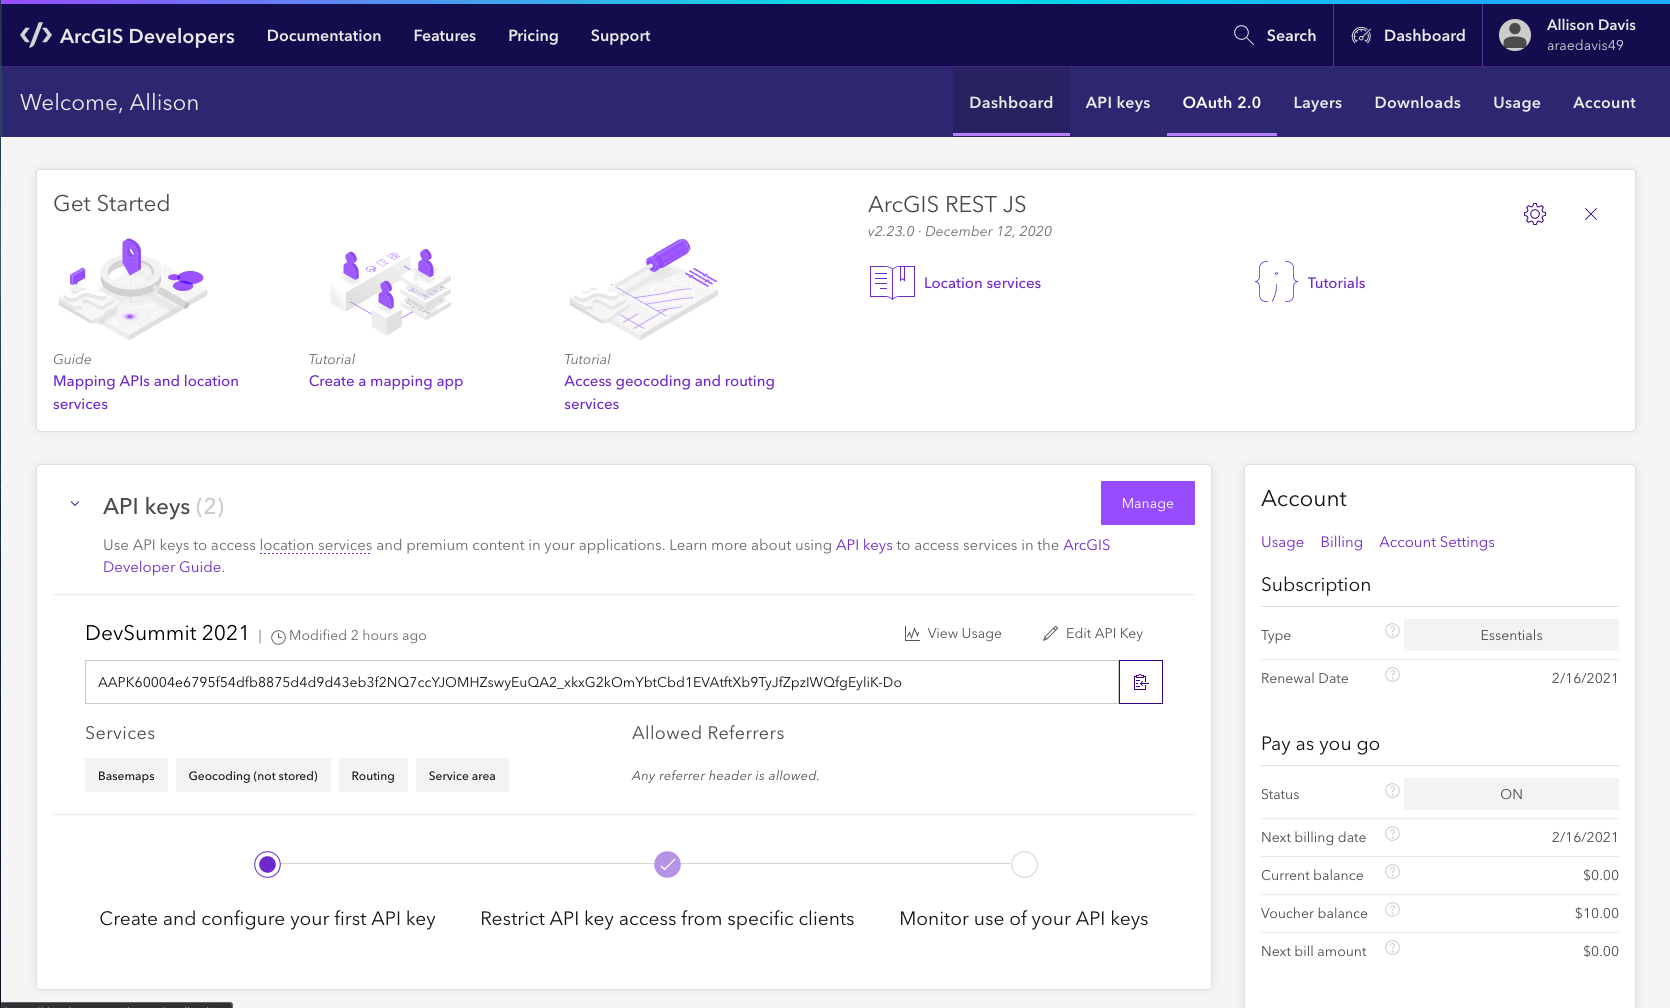 </> ArcGIS Developers Documentation Features Pricing Support Search Dashboard Allison Davis
araedavis49
Welcome, Allison Dashboard API keys OAuth 2.0 Layers Downloads Usage Account
Get Started
Guide
Mapping APIs and location
services
Tutorial
Create a mapping app
Tutorial
Access geocoding and routing
services
ArcGIS REST JS
v2.23.0 · December 12, 2020
Location services
Tutorials
API keys (2)
Manage
Use API keys to access location services and premium content in your applications. Learn more about using API keys to access services in the ArcGIS
Developer Guide.
DevSummit 2021 | Modified 2 hours ago View Usage Edit API Key
AAPK60004e6795f54dfb8875d4d9d43eb3f2NQ7ccYJOMHZswyEuQA2_xkxG2kOmYbtCbd1EVAtftXb9TyJfZpzIWQfgEyliK-Do
Services
Basemaps Geocoding (not stored) Routing Service area
Allowed Referrers
Any referrer header is allowed.
Create and configure your first API key
Restrict API key access from specific clients
Monitor use of your API keys
Account
Usage Billing Account Settings
Subscription
Type ? Essentials
Renewal Date ? 2/16/2021
Pay as you go
Status ? ON
Next billing date ? 2/16/2021
Current balance ? $0.00
Voucher balance ? $10.00
Next bill amount ? $0.00